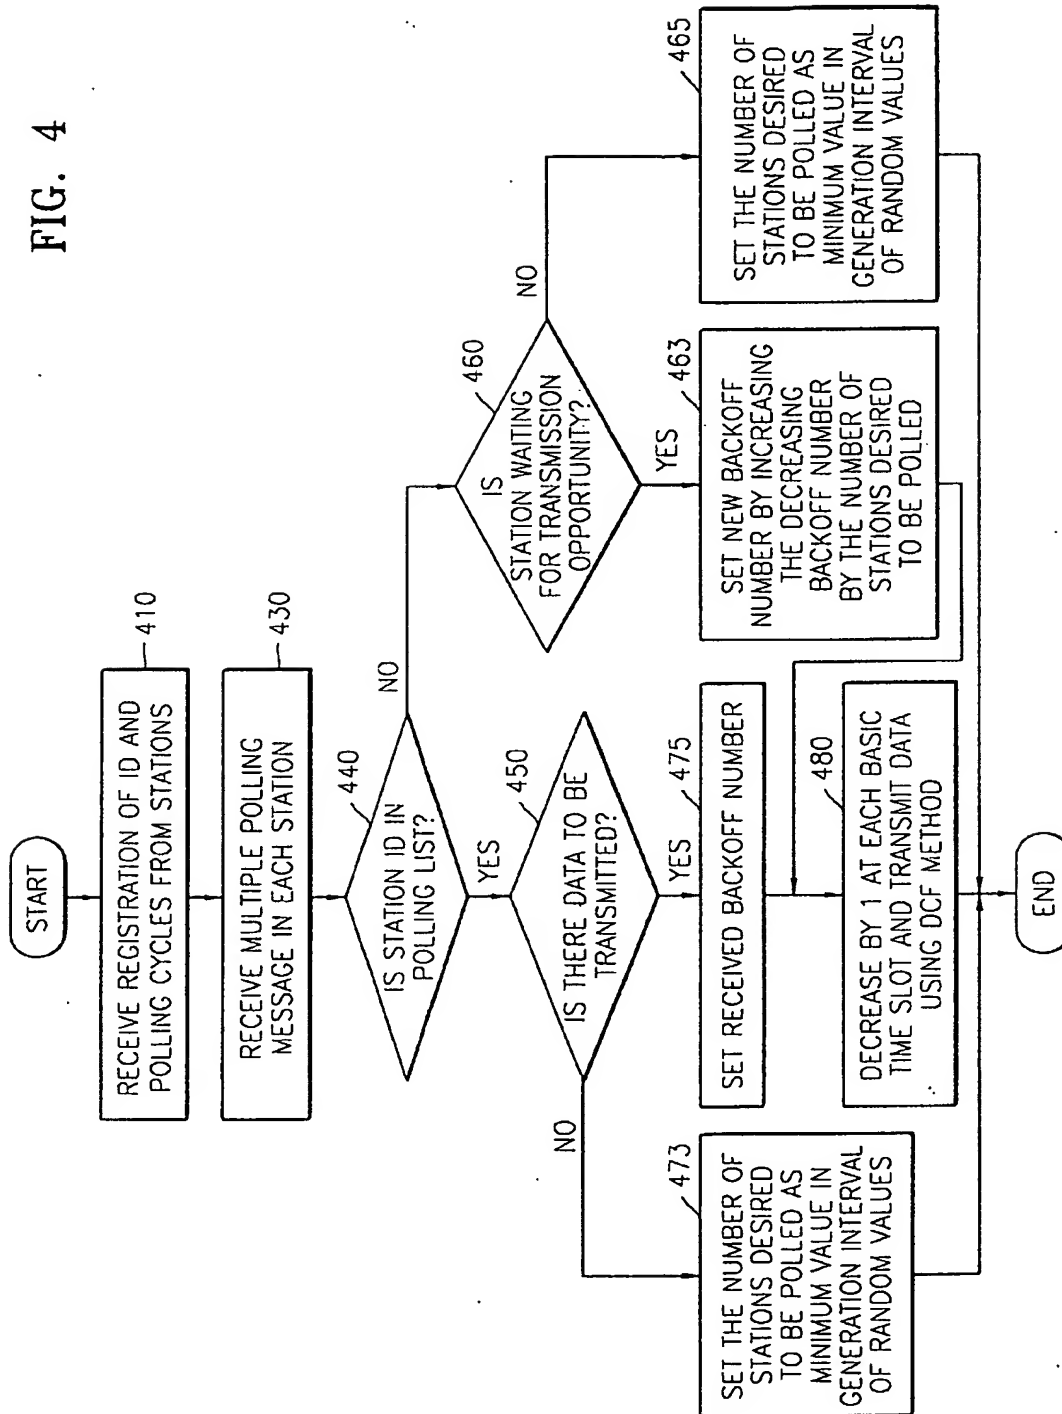 FIG. 4
START
RECEIVE REGISTRATION OF ID AND
POLLING CYCLES FROM STATIONS
410
RECEIVE MULTIPLE POLLING
MESSAGE IN EACH STATION
430
IS STATION ID IN
POLLING LIST?
440
NO
YES
IS THERE DATA TO BE
TRANSMITTED?
450
NO
YES
IS
STATION WAITING
FOR TRANSMISSION
OPPORTUNITY?
460
NO
YES
SET THE NUMBER OF
STATIONS DESIRED
TO BE POLLED AS
MINIMUM VALUE IN
GENERATION INTERVAL
OF RANDOM VALUES
473
SET RECEIVED BACKOFF NUMBER
475
SET NEW BACKOFF
NUMBER BY INCREASING
THE DECREASING
BACKOFF NUMBER
BY THE NUMBER OF
STATIONS DESIRED
TO BE POLLED
463
SET THE NUMBER OF
STATIONS DESIRED
TO BE POLLED AS
MINIMUM VALUE IN
GENERATION INTERVAL
OF RANDOM VALUES
465
DECREASE BY 1 AT EACH BASIC
TIME SLOT AND TRANSMIT DATA
USING DCF METHOD
480
END